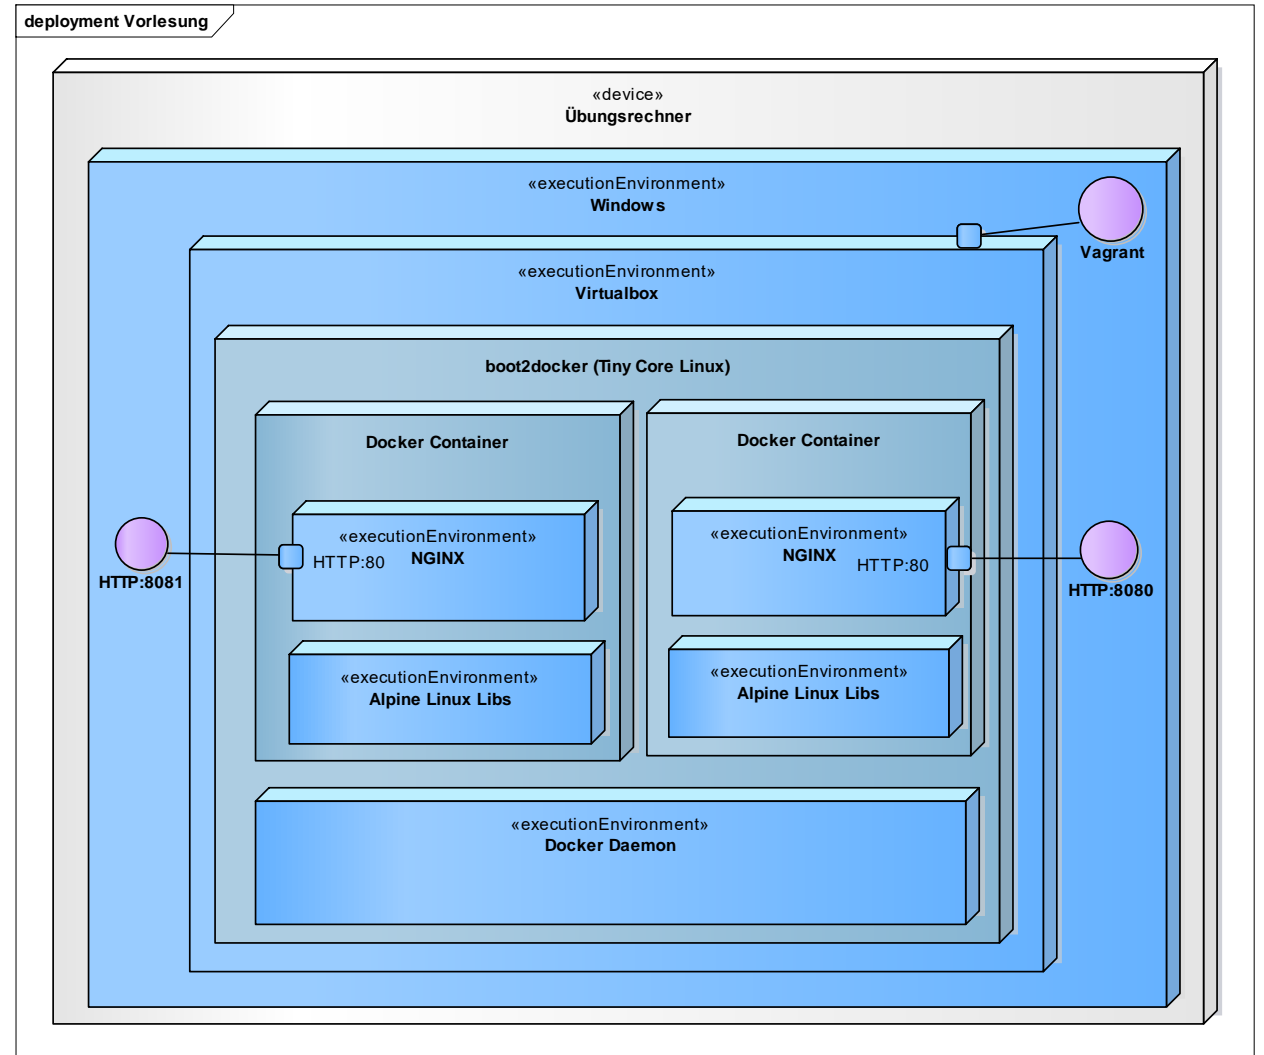 deployment Vorlesung
«device»
Übungsrechner
«executionEnvironment»
Windows
Vagrant
«executionEnvironment»
Virtualbox
boot2docker (Tiny Core Linux)
Docker Container
«executionEnvironment»
NGINX
HTTP:80
HTTP:8081
«executionEnvironment»
Alpine Linux Libs
Docker Container
«executionEnvironment»
NGINX
HTTP:80
HTTP:8080
«executionEnvironment»
Alpine Linux Libs
«executionEnvironment»
Docker Daemon